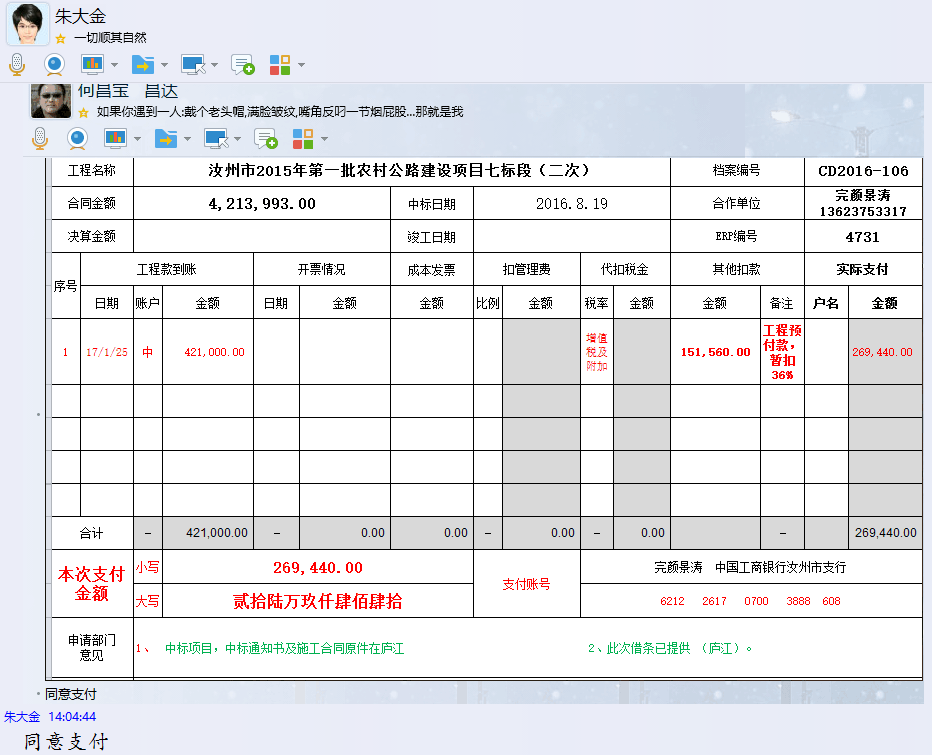 朱大金
一切顺其自然
何昌宝 昌达
如果你遇到一人:戴个老头帽,满脸皱纹,嘴角反叼一节烟屁股...那就是我
工程名称 汝州市2015年第一批农村公路建设项目七标段（二次） 档案编号 CD2016-106
合同金额 4,213,993.00 中标日期 2016.8.19 合作单位 完颜景涛 13623753317
决算金额 竣工日期 ERP编号 4731
序号 工程款到账 开票情况 成本发票 扣管理费 代扣税金 其他扣款 实际支付
日期 账户 金额 日期 金额 金额 比例 金额 税率 金额 金额 备注 户名 金额
1 17/1/25 中 421,000.00 增值税及附加 151,560.00 工程预付款，暂扣36% 269,440.00
合计 – 421,000.00 – 0.00 0.00 – 0.00 – 0.00 – 269,440.00
本次支付金额 小写 269,440.00 支付账号 完颜景涛 中国工商银行汝州市支行
大写 贰拾陆万玖仟肆佰肆拾 6212 2617 0700 3888 608
申请部门意见 1、 中标项目，中标通知书及施工合同原件在庐江 2、此次借条已提供 （庐江）。
同意支付
朱大金 14:04:44
同意支付